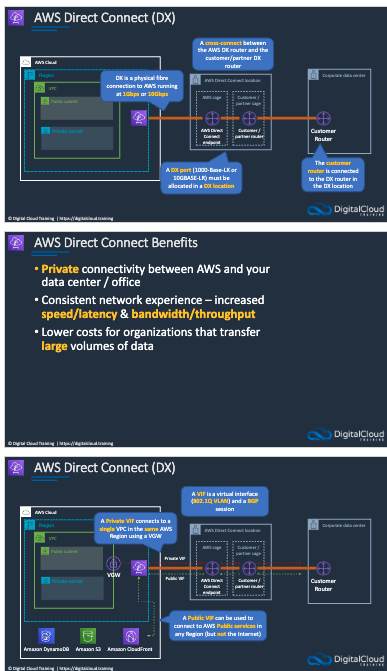 AWS Direct Connect (DX)
A cross-connect between
the AWS DX router and the
customer/partner DX
router
AWS Cloud
Region
VPC
Public subnet
Private subnet
DX is a physical fibre
connection to AWS running
at 1Gbps or 10Gbps
AWS Direct Connect location
AWS cage
Customer /
partner cage
AWS Direct
Connect
endpoint
Customer /
partner router
Corporate data center
Customer
Router
A DX port (1000-Base-LX or
10GBASE-LR) must be
allocated in a DX location
The customer
router is connected
to the DX router in
the DX location
© Digital Cloud Training | https://digitalcloud.training
DigitalCloud
TRAINING
AWS Direct Connect Benefits
• Private connectivity between AWS and your
data center / office
• Consistent network experience – increased
speed/latency & bandwidth/throughput
• Lower costs for organizations that transfer
large volumes of data
© Digital Cloud Training | https://digitalcloud.training
DigitalCloud
TRAINING
AWS Direct Connect (DX)
A VIF is a virtual interface
(802.1Q VLAN) and a BGP
session
AWS Cloud
Region
VPC
Public subnet
Private subnet
A Private VIF connects to a
single VPC in the same AWS
Region using a VGW
VGW
Private VIF
Public VIF
AWS Direct Connect location
AWS cage
Customer /
partner cage
AWS Direct
Connect
endpoint
Customer /
partner router
Corporate data center
Customer
Router
A Public VIF can be used to
connect to AWS Public services in
any Region (but not the Internet)
Amazon DynamoDB
Amazon S3
Amazon CloudFront
© Digital Cloud Training | https://digitalcloud.training
DigitalCloud
TRAINING